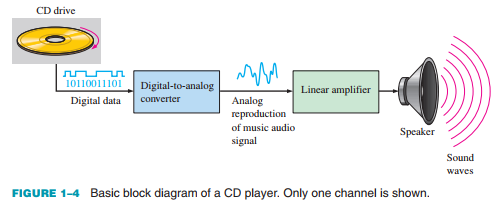 CD drive
10110011101
Digital data
Digital-to-analog
converter
Analog
reproduction
of music audio
signal
Linear amplifier
Speaker
Sound
waves
FIGURE 1–4 Basic block diagram of a CD player. Only one channel is shown.